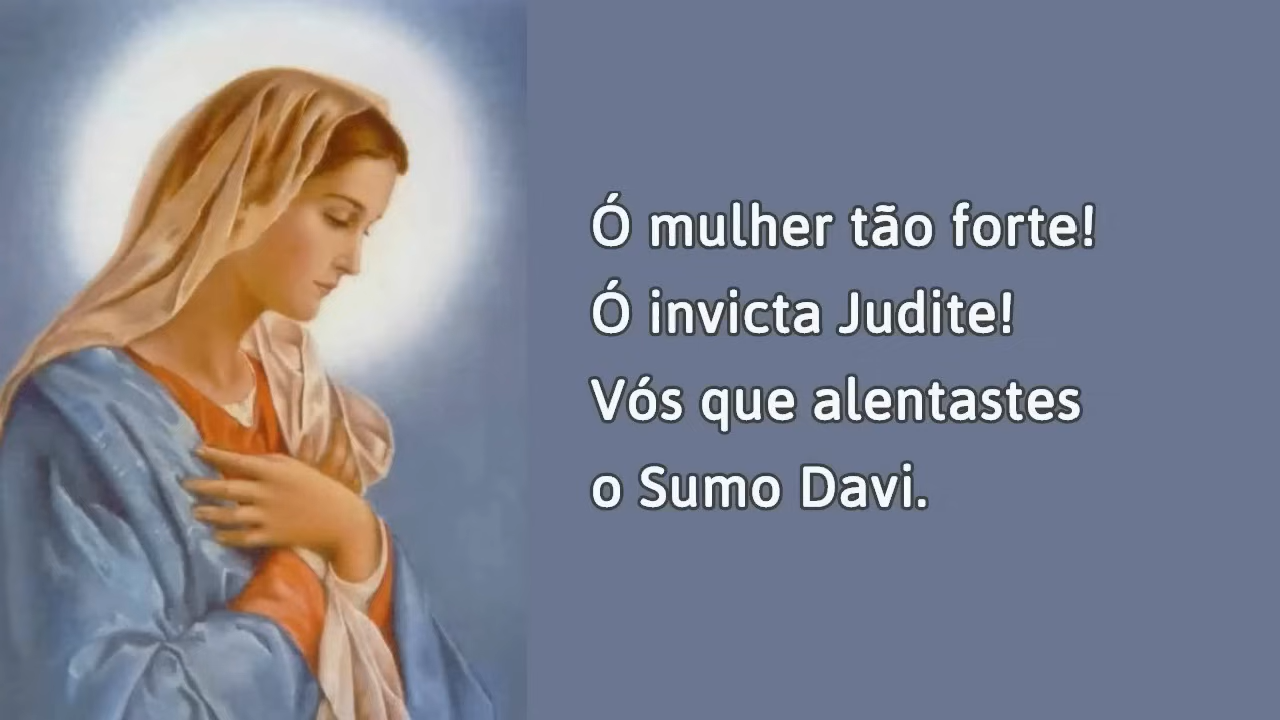 Ó mulher tão forte!
Ó invicta Judite!
Vós que alentastes
o Sumo Davi.